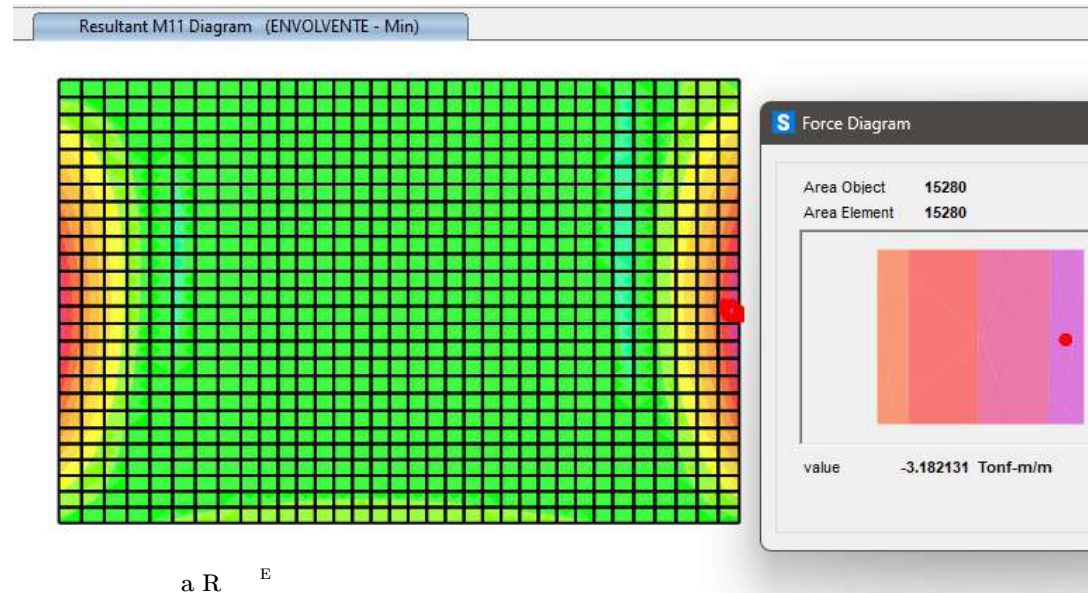 Resultant M11 Diagram (ENVOLVENTE - Min)
S Force Diagram
Area Object 15280
Area Element 15280
value -3.182131 Tonf-m/m
a R E